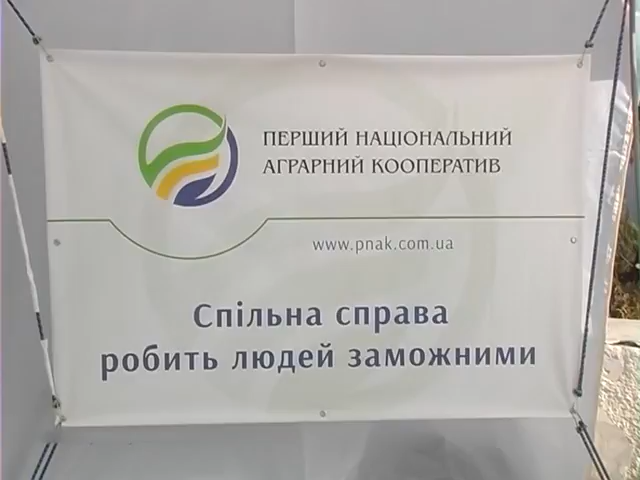 ПЕРШИЙ НАЦІОНАЛЬНИЙ
АГРАРНИЙ КООПЕРАТИВ
www.pnak.com.ua
Спільна справа
робить людей заможними